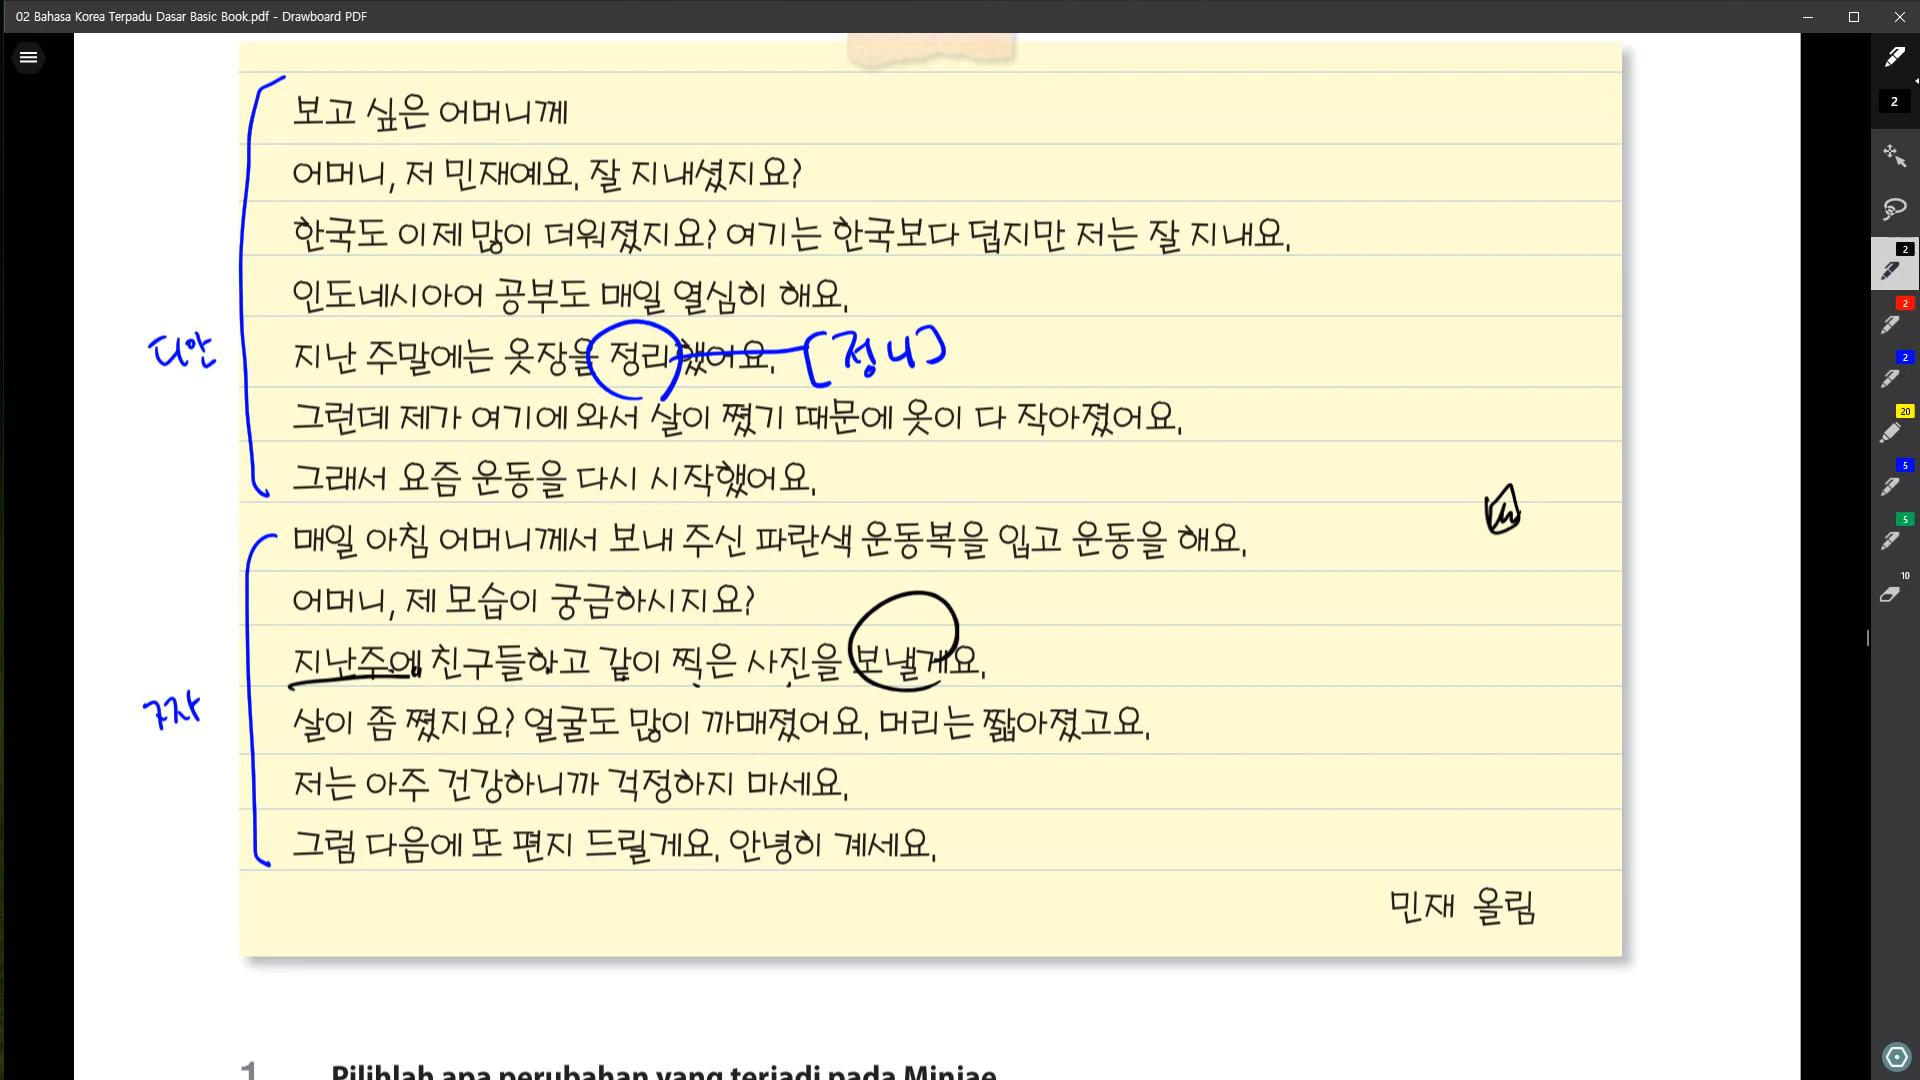 02 Bahasa Korea Terpadu Dasar Basic Book.pdf - Drawboard PDF
보고 싶은 어머니께
어머니, 저 민재예요. 잘 지내셨지요?
한국도 이제 많이 더워졌지요? 여기는 한국보다 덥지만 저는 잘 지내요.
인도네시아어 공부도 매일 열심히 해요.
디안
지난 주말에는 옷장을 정리했어요. [정니]
그런데 제가 여기에 와서 살이 쪘기 때문에 옷이 다 작아졌어요.
그래서 요즘 운동을 다시 시작했어요.
매일 아침 어머니께서 보내 주신 파란색 운동복을 입고 운동을 해요.
어머니, 제 모습이 궁금하시지요?
지난주에 친구들하고 같이 찍은 사진을 보낼게요.
살이 좀 쪘지요? 얼굴도 많이 까매졌어요. 머리는 짧아졌고요.
저는 아주 건강하니까 걱정하지 마세요.
그럼 다음에 또 편지 드릴게요. 안녕히 계세요.
민재 올림
1 Pilihlah apa perubahan yang terjadi pada Minjae
2
2
2
2
20
5
5
10